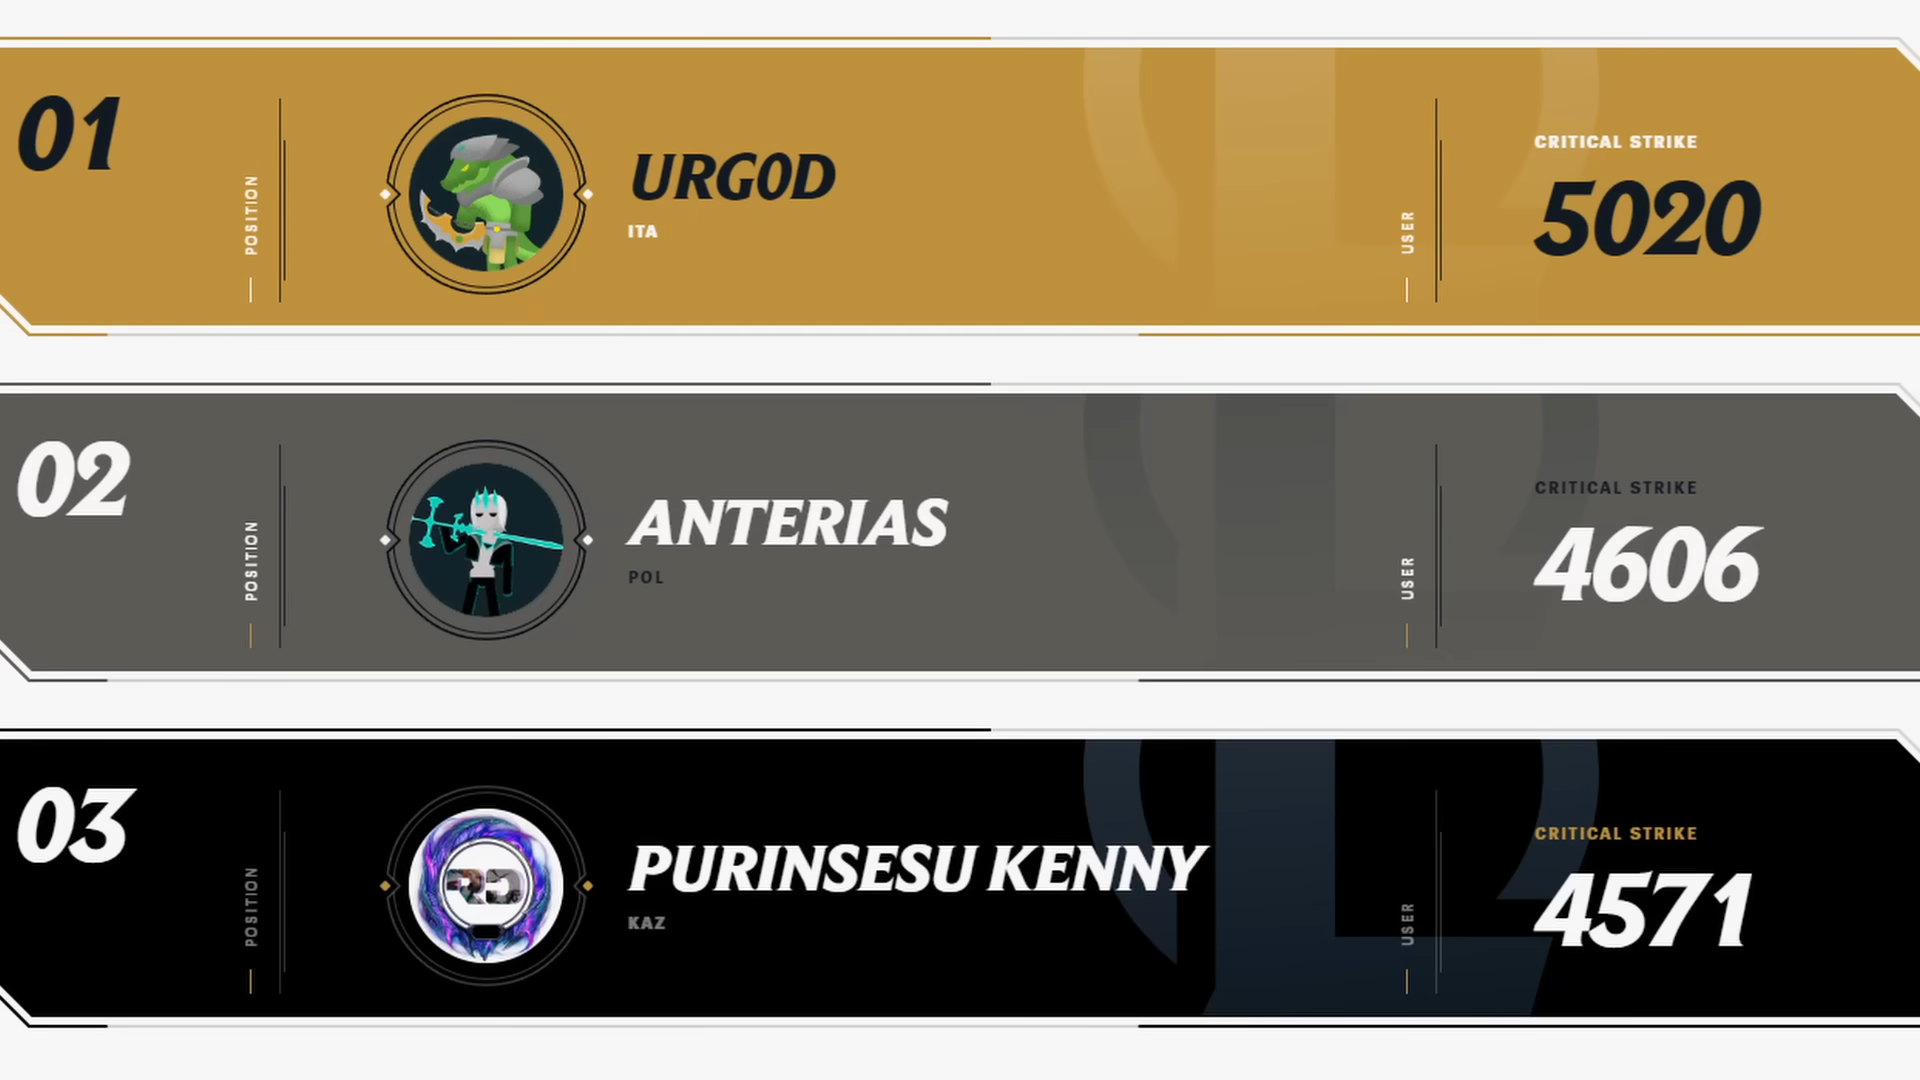 01
POSITION
URG0D
ITA
USER
CRITICAL STRIKE
5020
02
POSITION
ANTERIAS
POL
USER
CRITICAL STRIKE
4606
03
POSITION
PURINSESU KENNY
KAZ
USER
CRITICAL STRIKE
4571